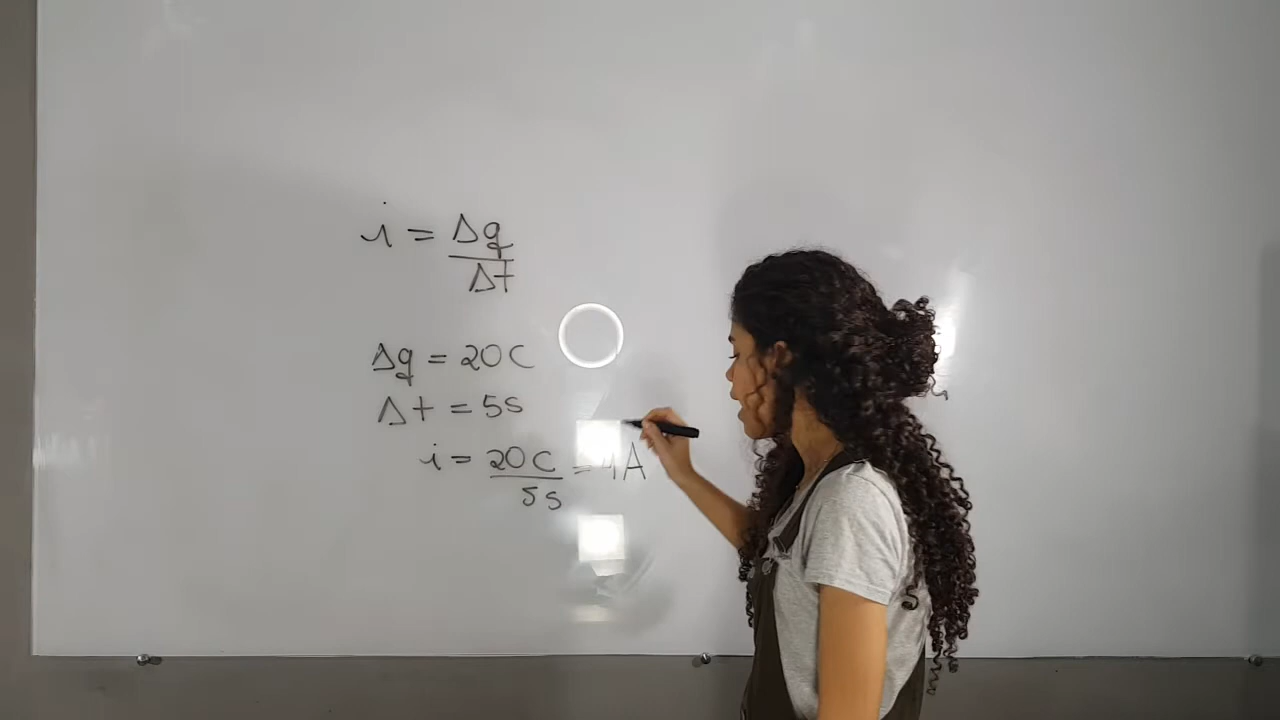 i = Δq/Δt
Δq = 20C
Δt = 5s
i = 20C/5s = 4A